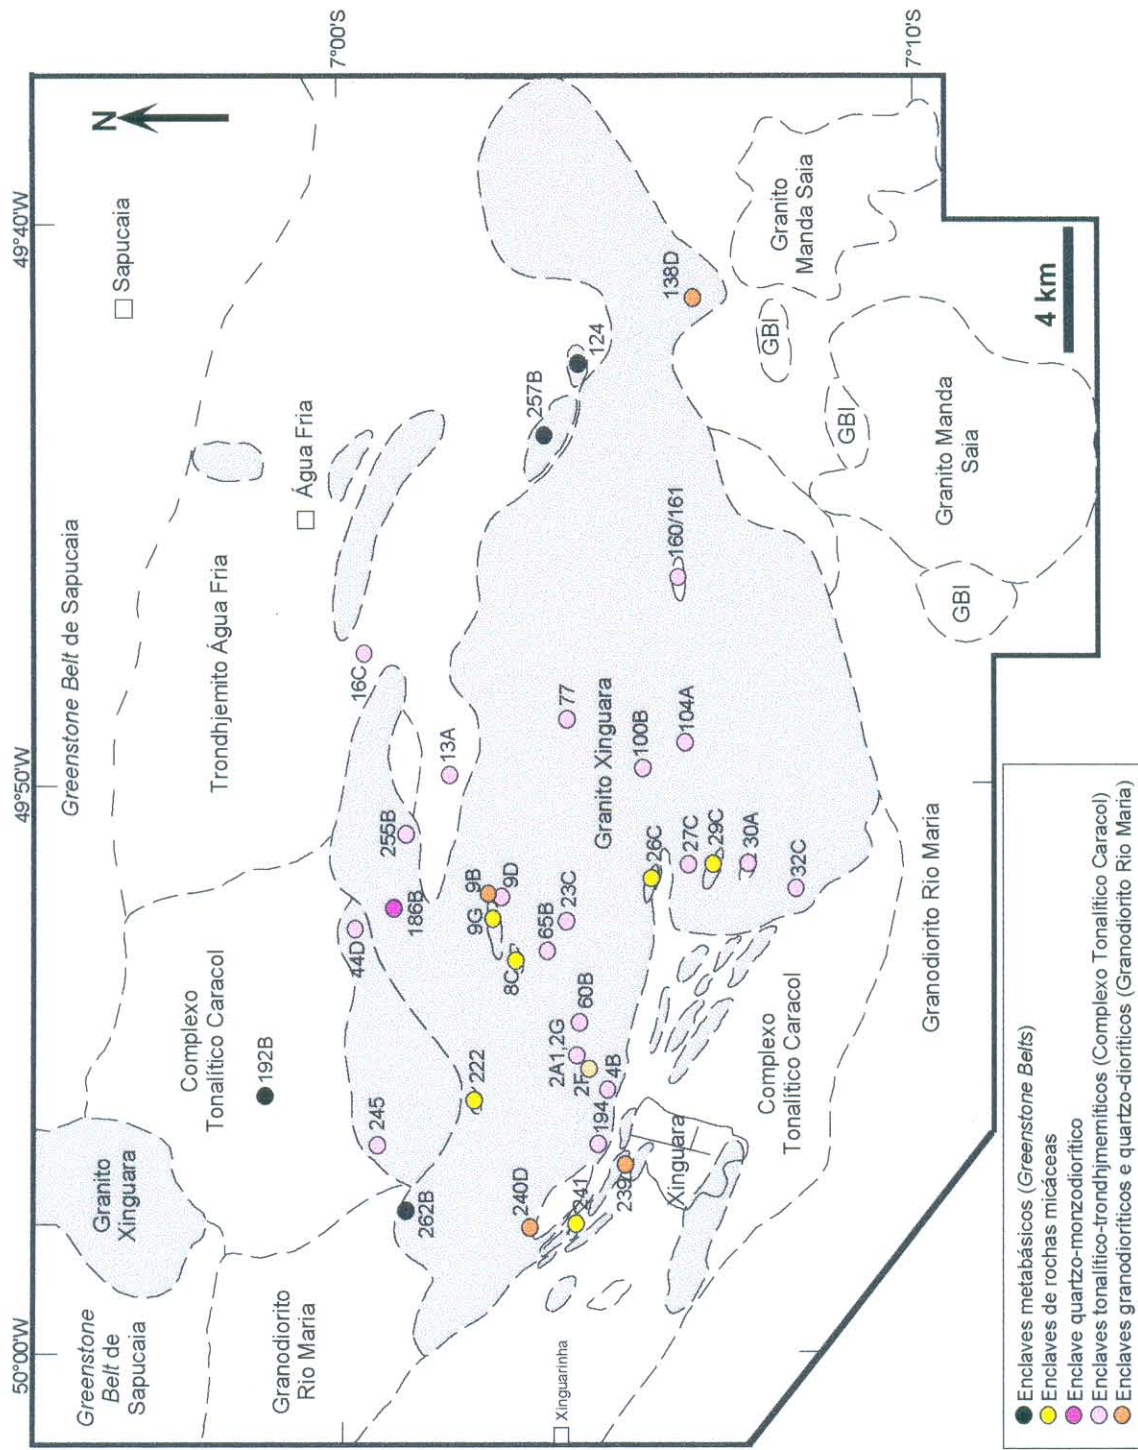 50°00'W
49°50'W
49°40'W
7°00'S
7°10'S
N
Greenstone
Belt de
Sapucaia
Granito
Xinguara
Greenstone Belt de Sapucaia
Sapucaia
Granodiorito
Rio Maria
Complexo
Tonalítico Caracol
Trondhjemito Água Fria
Água Fria
192B
245
262B
44D
186B
255B
16C
13A
222
9G
9B
9D
8C
65B
23C
77
257B
124
240D
241
239
194
2A1,2G
2F
4B
60B
Granito Xinguara
26C
27C
29C
30A
32C
100B
104A
160/161
138D
Xinguarinha
Xinguara
Complexo
Tonalítico Caracol
Granodiorito Rio Maria
GBI
Granito Manda
Saia
GBI
GBI
Granito
Manda Saia
4 km
Enclaves metabásicos (Greenstone Belts)
Enclaves de rochas micáceas
Enclave quartzo-monzodiorítico
Enclaves tonalítico-trondhjemíticos (Complexo Tonalítico Caracol)
Enclaves granodioríticos e quartzo-dioríticos (Granodiorito Rio Maria)